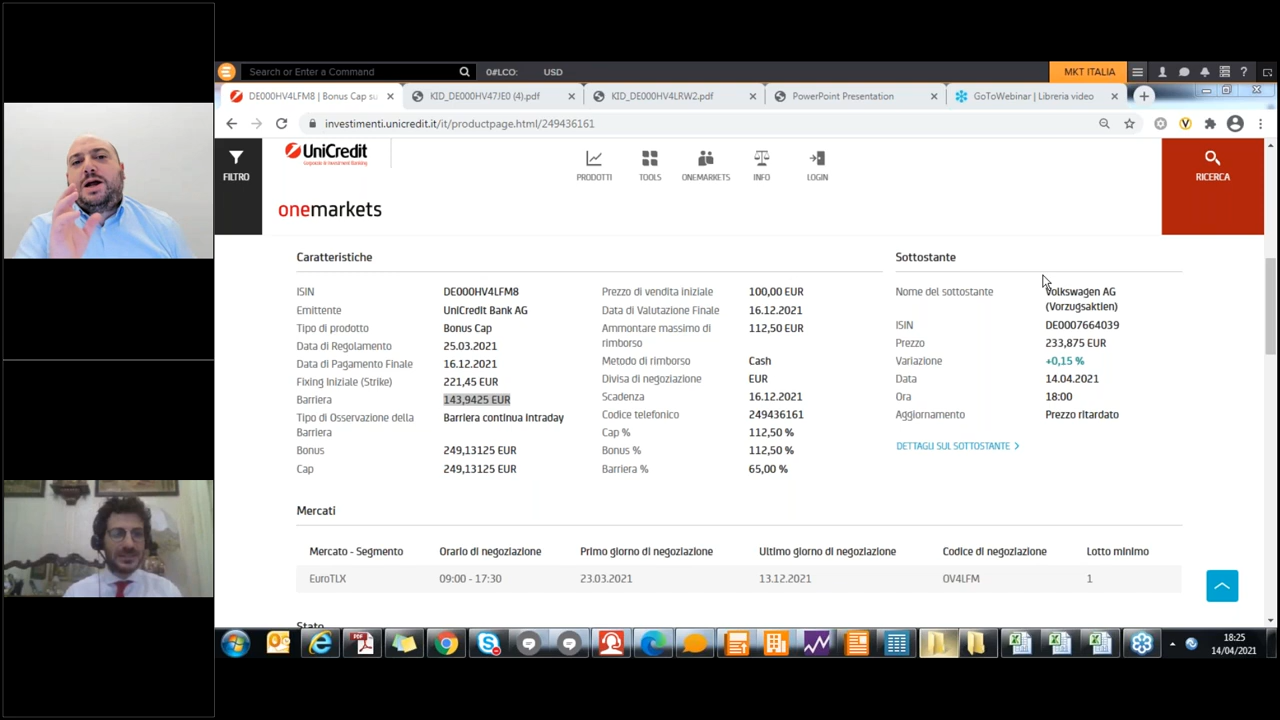 Search or Enter a Command
0#LCO:
USD
MKT ITALIA
DE000HV4LFM8 | Bonus Cap su
KID_DE000HV47JE0 (4).pdf
KID_DE000HV4LRW2.pdf
PowerPoint Presentation
GoToWebinar | Libreria video
investimenti.unicredit.it/it/productpage.html/249436161
FILTRO
UniCredit
PRODOTTI
TOOLS
ONEMARKETS
INFO
LOGIN
RICERCA
onemarkets
Caratteristiche
ISIN DE000HV4LFM8
Emittente UniCredit Bank AG
Tipo di prodotto Bonus Cap
Data di Regolamento 25.03.2021
Data di Pagamento Finale 16.12.2021
Fixing Iniziale (Strike) 221,45 EUR
Barriera 143,9425 EUR
Tipo di Osservazione della Barriera continua Intraday
Barriera
Bonus 249,13125 EUR
Cap 249,13125 EUR
Prezzo di vendita iniziale 100,00 EUR
Data di Valutazione Finale 16.12.2021
Ammontare massimo di 112,50 EUR
rimborso
Metodo di rimborso Cash
Divisa di negoziazione EUR
Scadenza 16.12.2021
Codice telefonico 249436161
Cap % 112,50 %
Bonus % 112,50 %
Barriera % 65,00 %
Sottostante
Nome del sottostante Volkswagen AG
(Vorzugsaktien)
ISIN DE0007664039
Prezzo 233,875 EUR
Variazione +0,15 %
Data 14.04.2021
Ora 18:00
Aggiornamento Prezzo ritardato
DETTAGLI SUL SOTTOSTANTE
Mercati
Mercato - Segmento Orario di negoziazione Primo giorno di negoziazione Ultimo giorno di negoziazione Codice di negoziazione Lotto minimo
EuroTLX 09:00 - 17:30 23.03.2021 13.12.2021 OV4LFM 1
Stato
18:25
14/04/2021